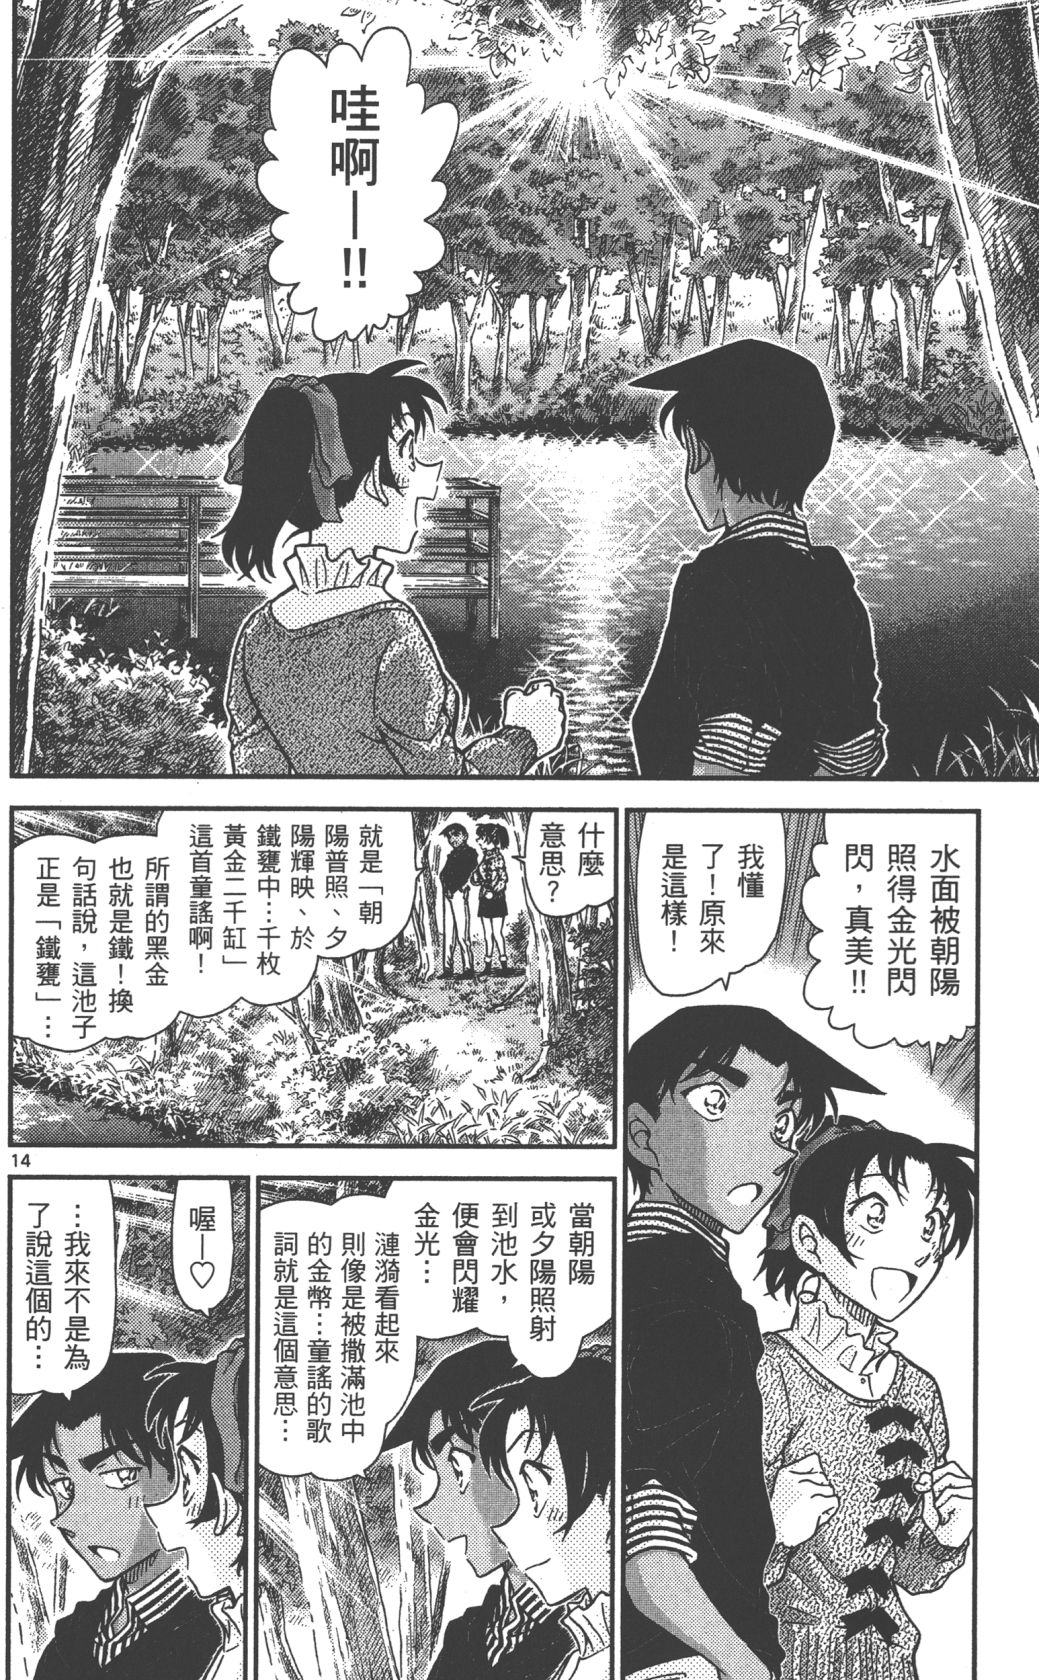 哇啊ー!!
水面被朝陽
照得金光閃
閃，真美!!
我懂
了！原來
是這樣！
什麼
意思？
就是「朝
陽普照、夕
陽輝映、於
鐵甕中…千枚
黃金二千缸」
這首童謠啊！
所謂的黑金
也就是鐵！換
句話說，這池子
正是「鐵甕」…
當朝陽
或夕陽照射
到池水，
便會閃耀
金光…
漣漪看起來
則像是被撒滿池中
的金幣…童謠的歌
詞就是這個意思…
喔ー♡
…我來不是為
了說這個的…
14